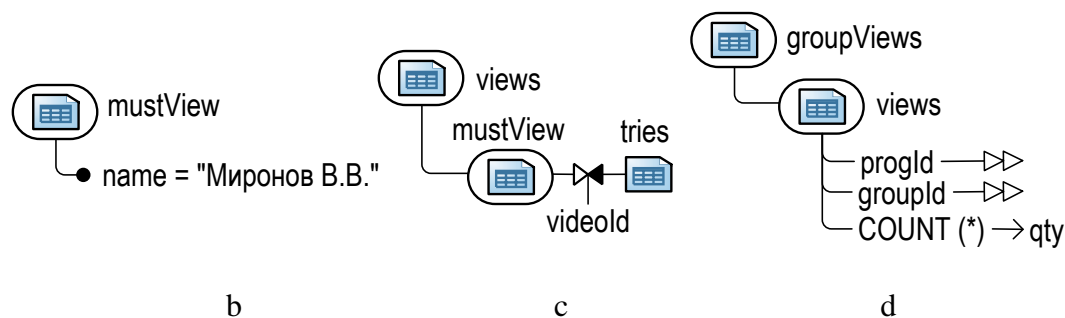 mustView
name = "Миронов В.В."
views
mustView
tries
videoId
groupViews
views
progId
groupId
COUNT (*)
qty
b
c
d